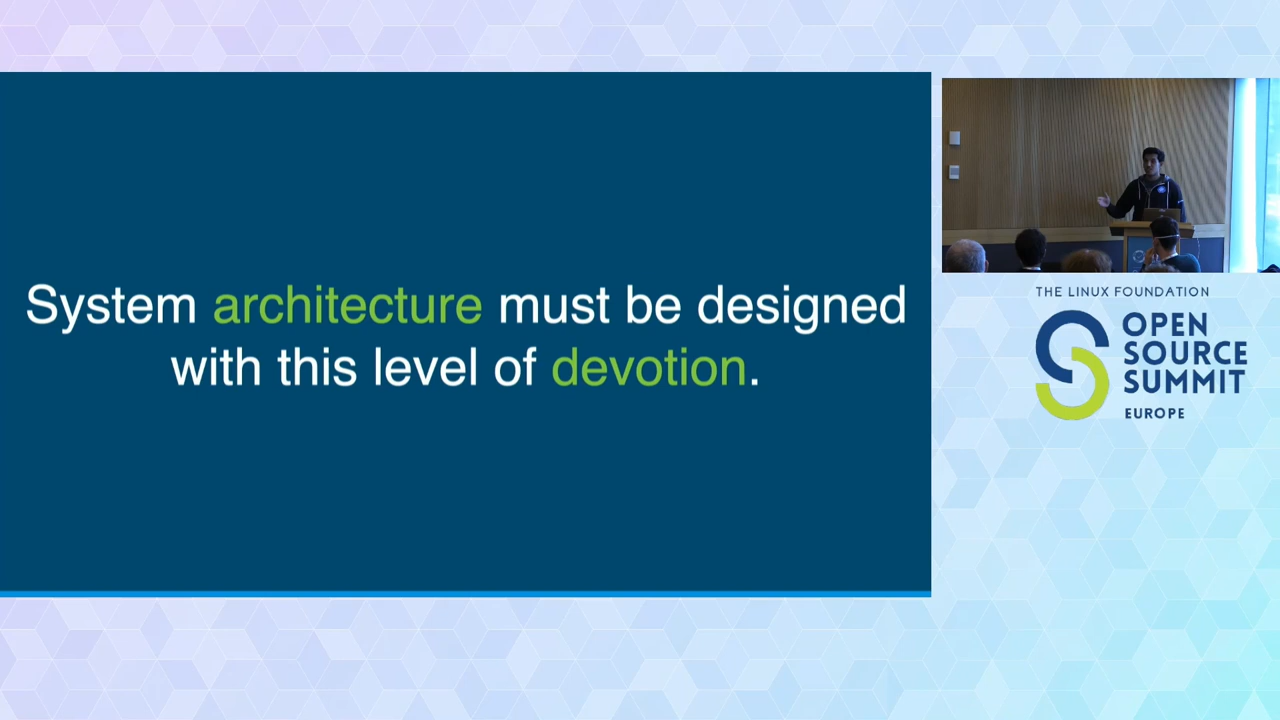 System architecture must be designed
with this level of devotion.
THE LINUX FOUNDATION
OPEN
SOURCE
SUMMIT
EUROPE